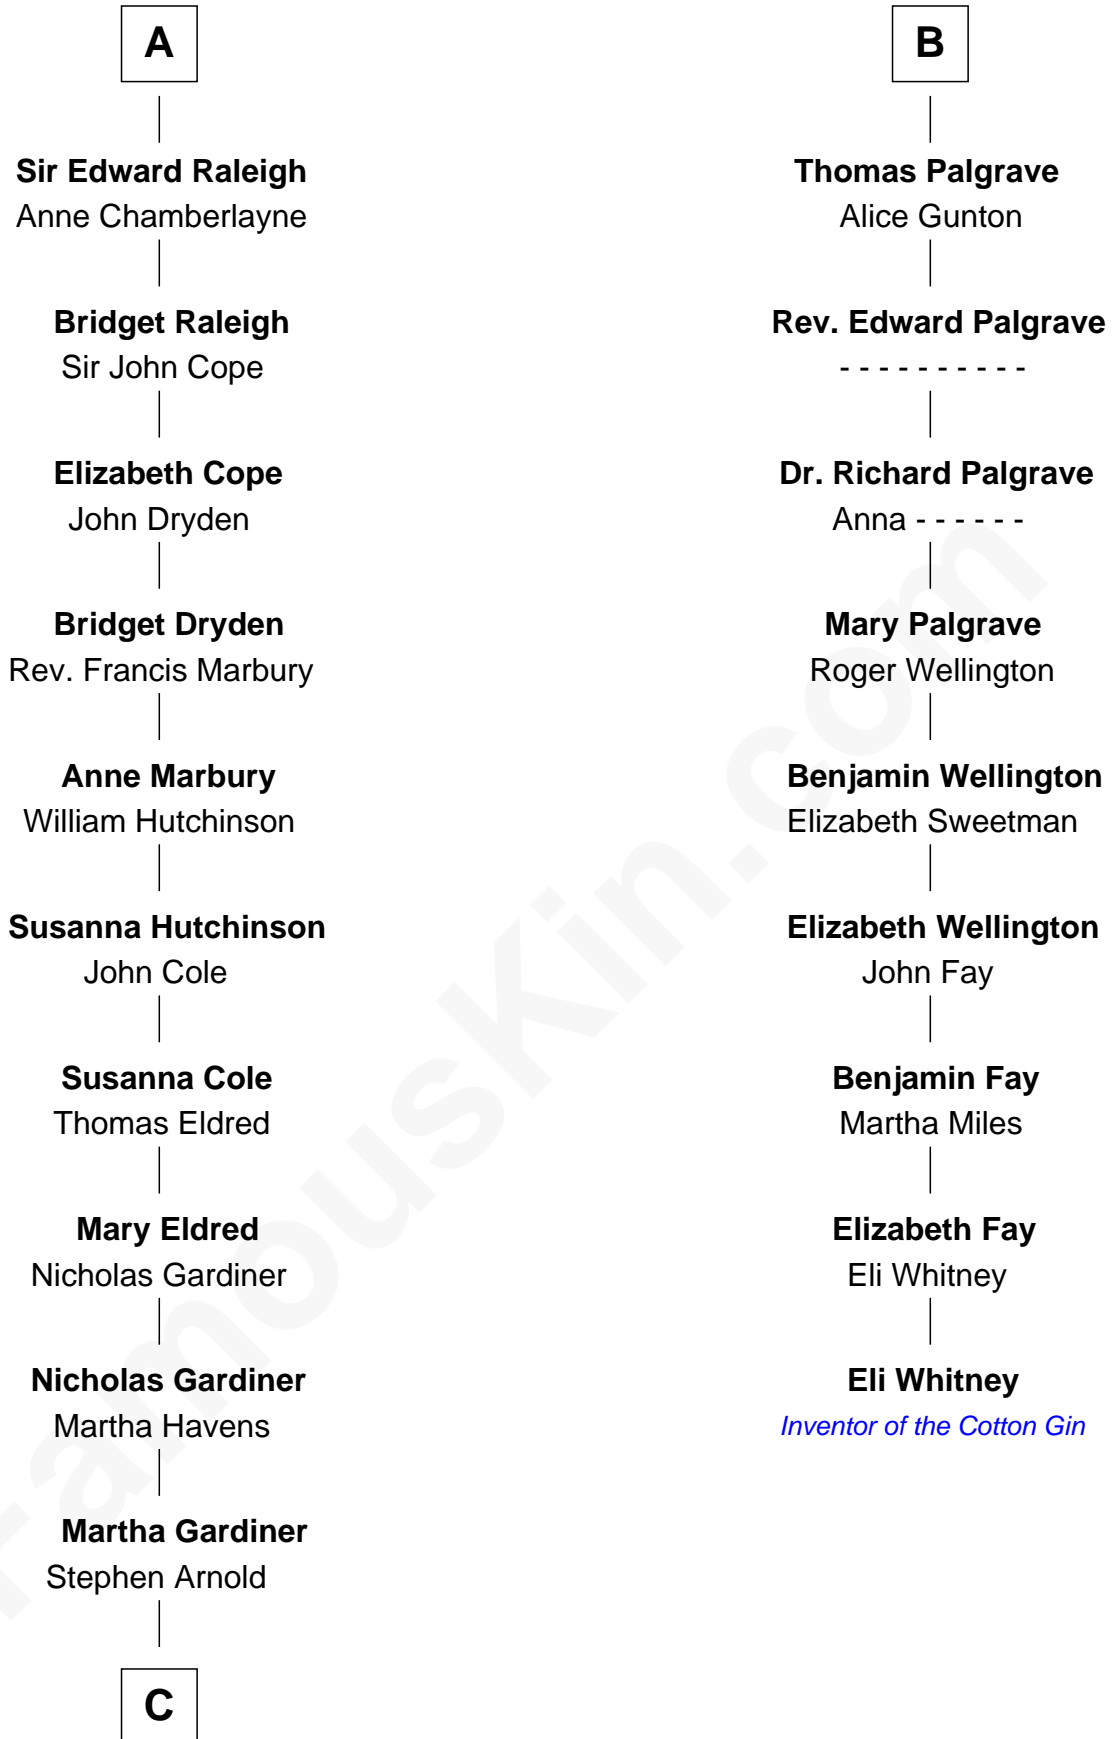 A
Sir Edward Raleigh
Anne Chamberlayne
Bridget Raleigh
Sir John Cope
Elizabeth Cope
John Dryden
Bridget Dryden
Rev. Francis Marbury
Anne Marbury
William Hutchinson
Susanna Hutchinson
John Cole
Susanna Cole
Thomas Eldred
Mary Eldred
Nicholas Gardiner
Nicholas Gardiner
Martha Havens
Martha Gardiner
Stephen Arnold
C
B
Thomas Palgrave
Alice Gunton
Rev. Edward Palgrave
- - - - - - - - - -
Dr. Richard Palgrave
Anna - - - - - -
Mary Palgrave
Roger Wellington
Benjamin Wellington
Elizabeth Sweetman
Elizabeth Wellington
John Fay
Benjamin Fay
Martha Miles
Elizabeth Fay
Eli Whitney
Eli Whitney
Inventor of the Cotton Gin
FamousKin.com